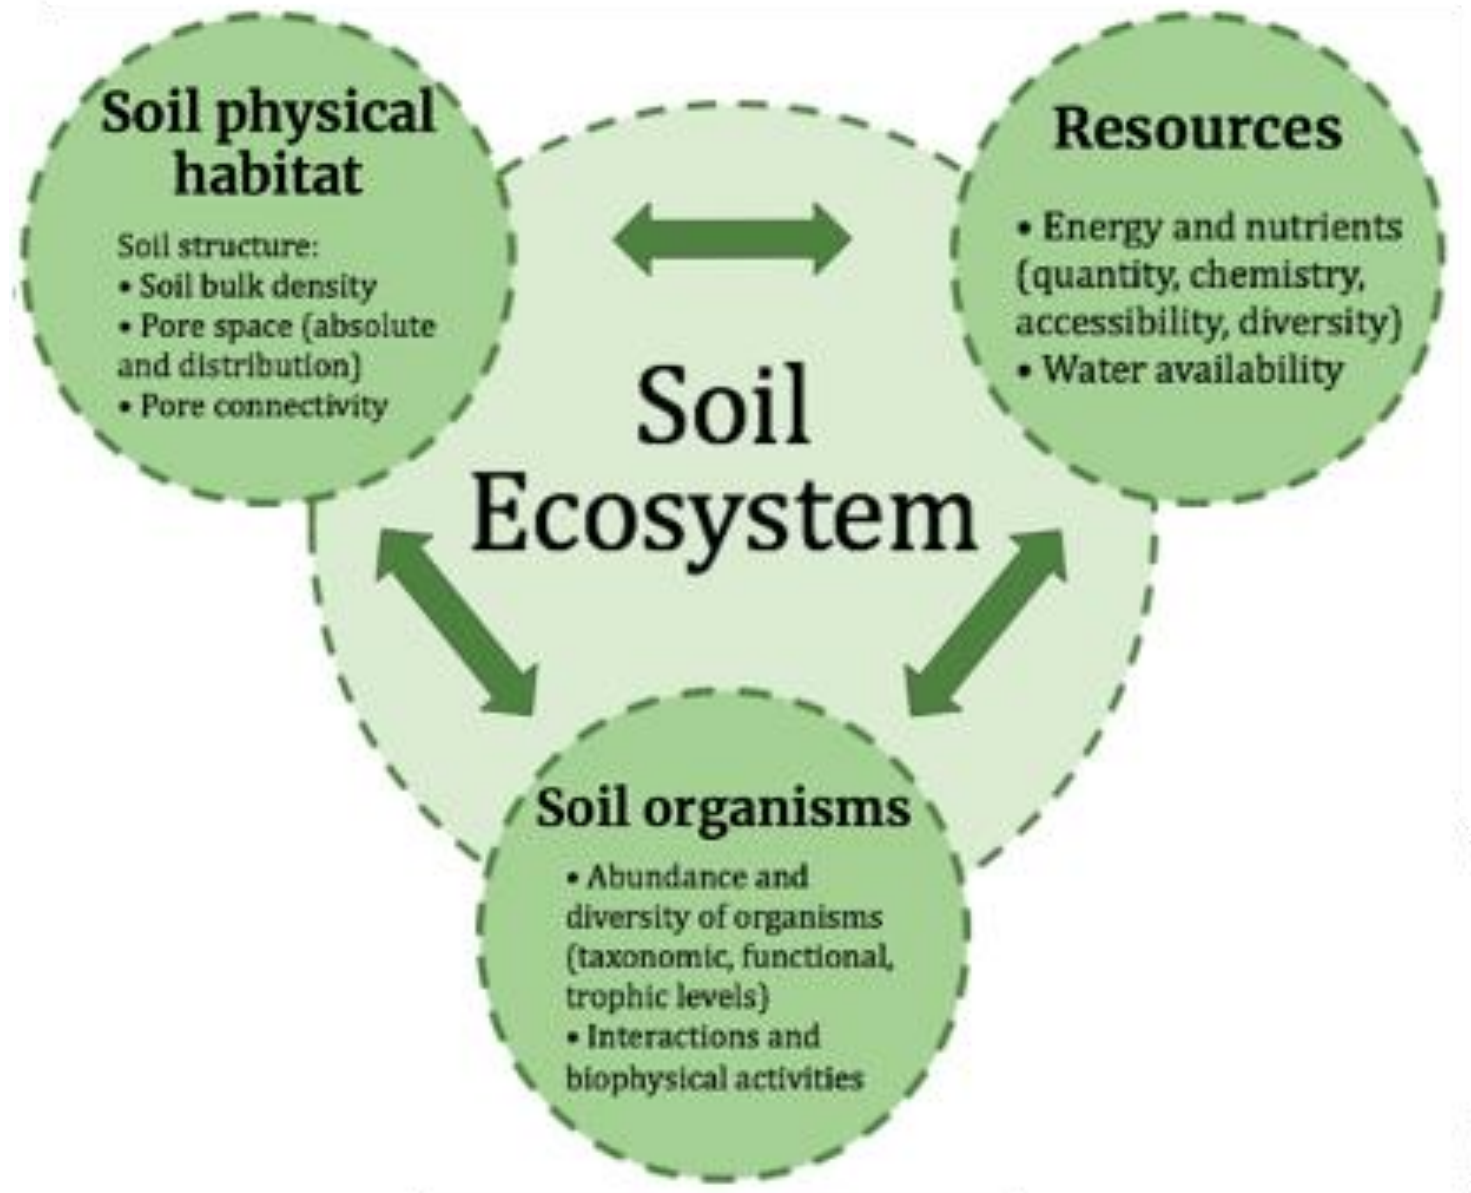 Soil physical
habitat
Soil structure:
• Soil bulk density
• Pore space (absolute
and distribution)
• Pore connectivity
Resources
• Energy and nutrients
(quantity, chemistry,
accessibility, diversity)
• Water availability
Soil
Ecosystem
Soil organisms
• Abundance and
diversity of organisms
(taxonomic, functional,
trophic levels)
• Interactions and
biophysical activities